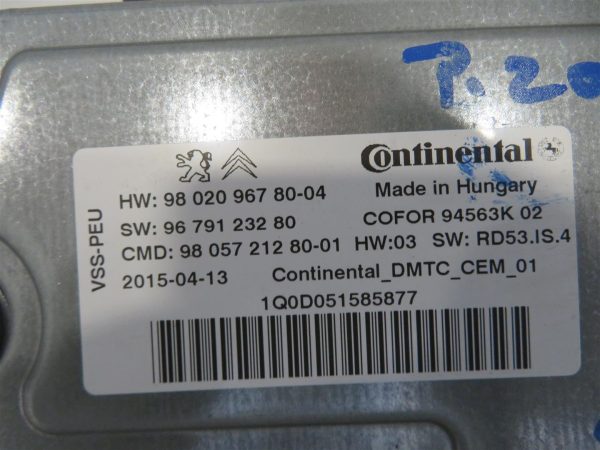 P.20
Continental
HW: 98 020 967 80-04
Made in Hungary
SW: 96 791 232 80
COFOR 94563K 02
CMD: 98 057 212 80-01 HW:03 SW: RD53.IS.4
2015-04-13 Continental_DMTC_CEM_01
1Q0D051585877
VSS-PEU